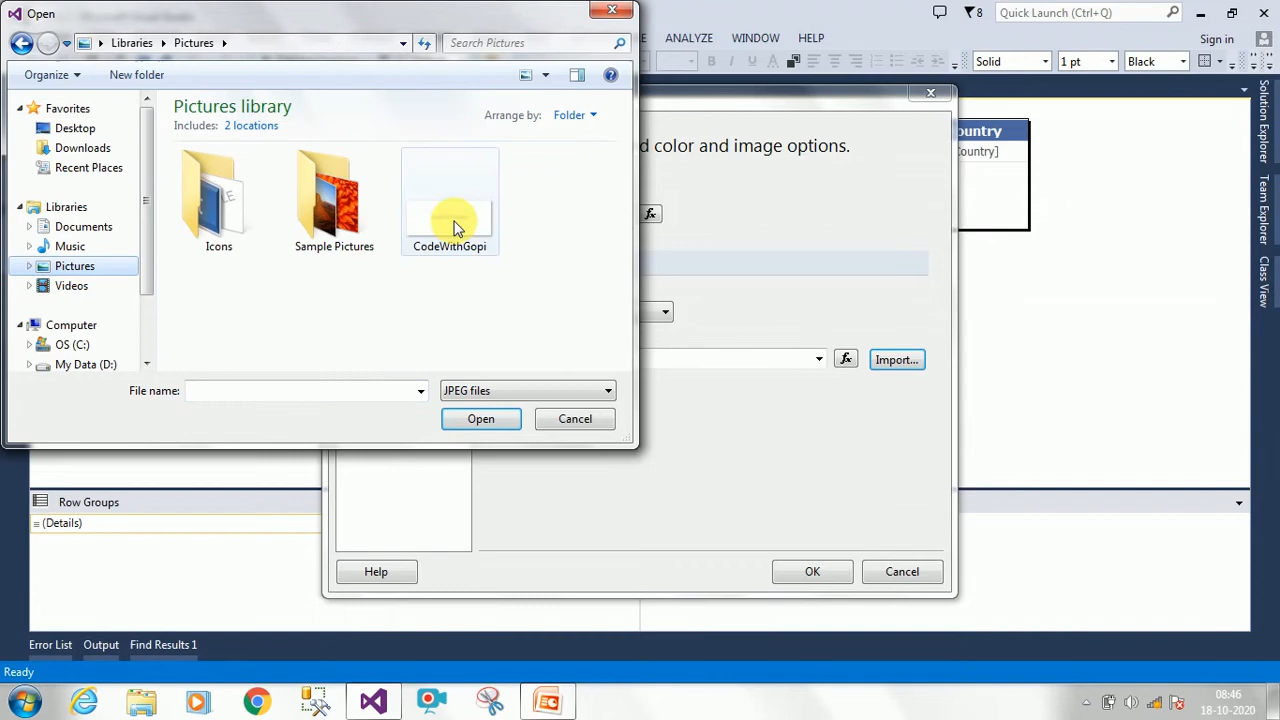 Open
Quick Launch (Ctrl+Q)
8
Libraries
Pictures
Search Pictures
ANALYZE
WINDOW
HELP
Sign in
Organize
New folder
Solid
1 pt
Black
Favorites
Desktop
Downloads
Recent Places
Libraries
Documents
Music
Pictures
Videos
Computer
OS (C:)
My Data (D:)
Pictures library
Includes: 2 locations
Arrange by: Folder
Icons
Sample Pictures
CodeWithGopi
File name:
JPEG files
Open
Cancel
d color and image options.
fx
fx
Import...
ountry
Country]
Solution Explorer
Team Explorer
Class View
Row Groups
(Details)
Help
OK
Cancel
Error List
Output
Find Results 1
Ready
08:46
18-10-2020